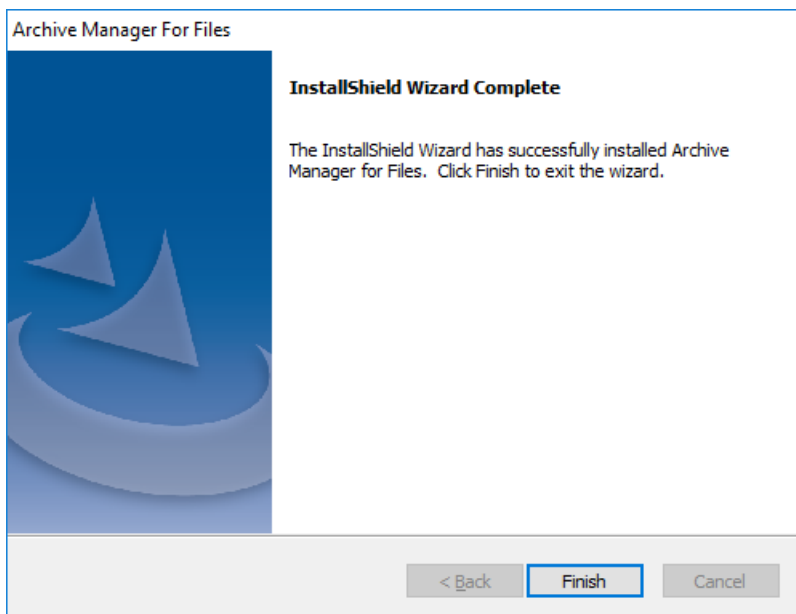 Archive Manager For Files
InstallShield Wizard Complete
The InstallShield Wizard has successfully installed Archive
Manager for Files.  Click Finish to exit the wizard.
< Back
Finish
Cancel